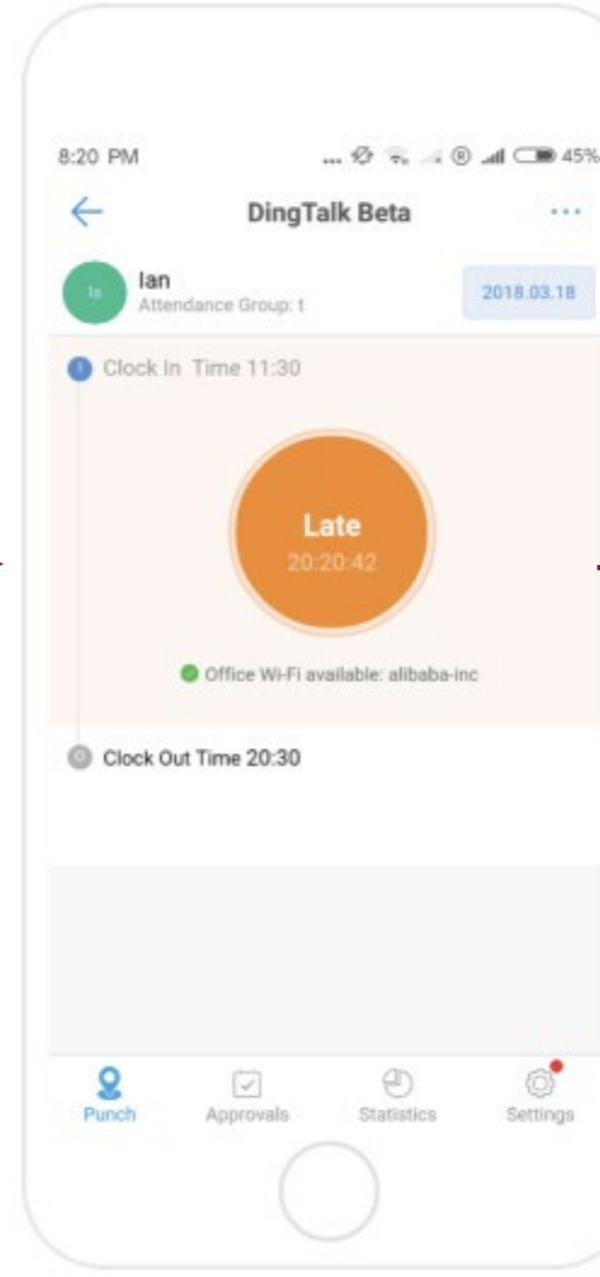 8:20 PM ... 45%
DingTalk Beta
Ia
Ian
Attendance Group: t
2018.03.18
Clock In Time 11:30
Late
20:20:42
Office Wi-Fi available: alibaba-inc
Clock Out Time 20:30
Punch Approvals Statistics Settings